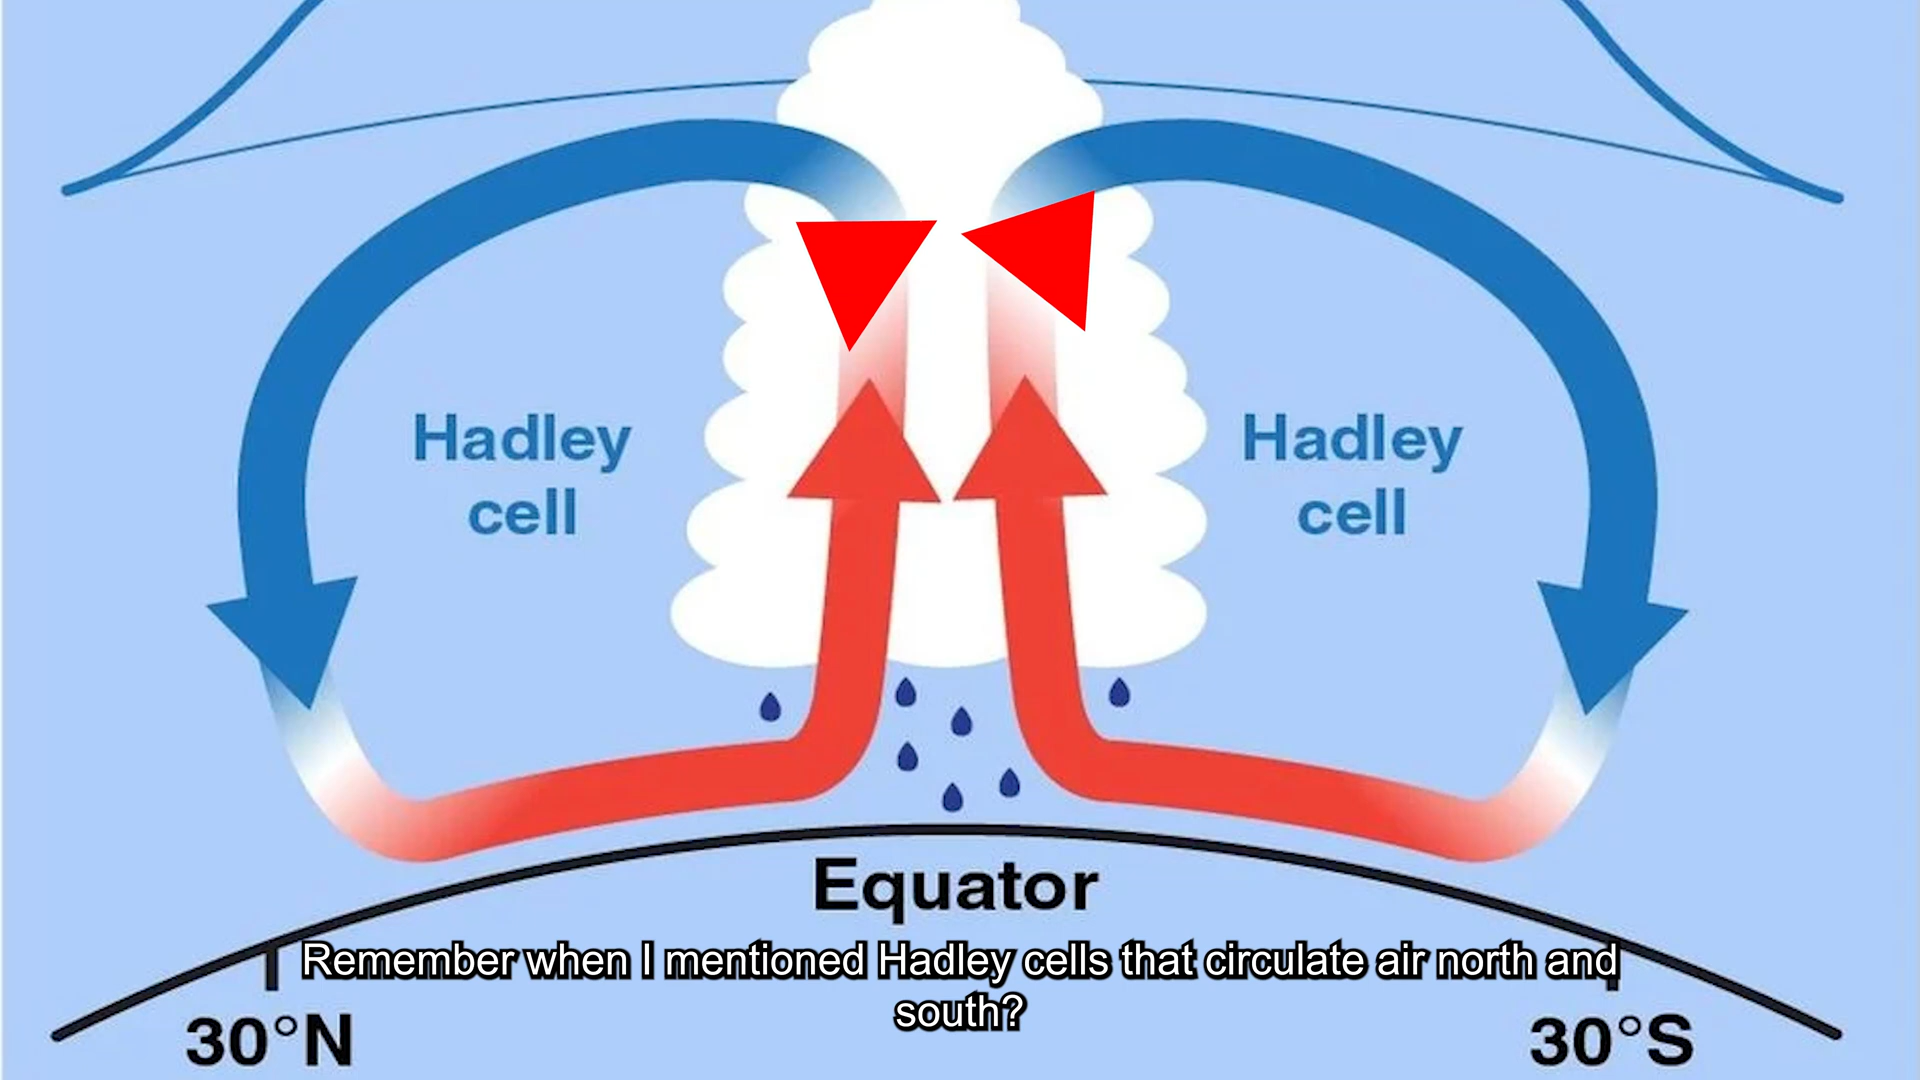 Hadley
cell
Hadley
cell
Equator
Remember when I mentioned Hadley cells that circulate air north and
south?
30°N
30°S